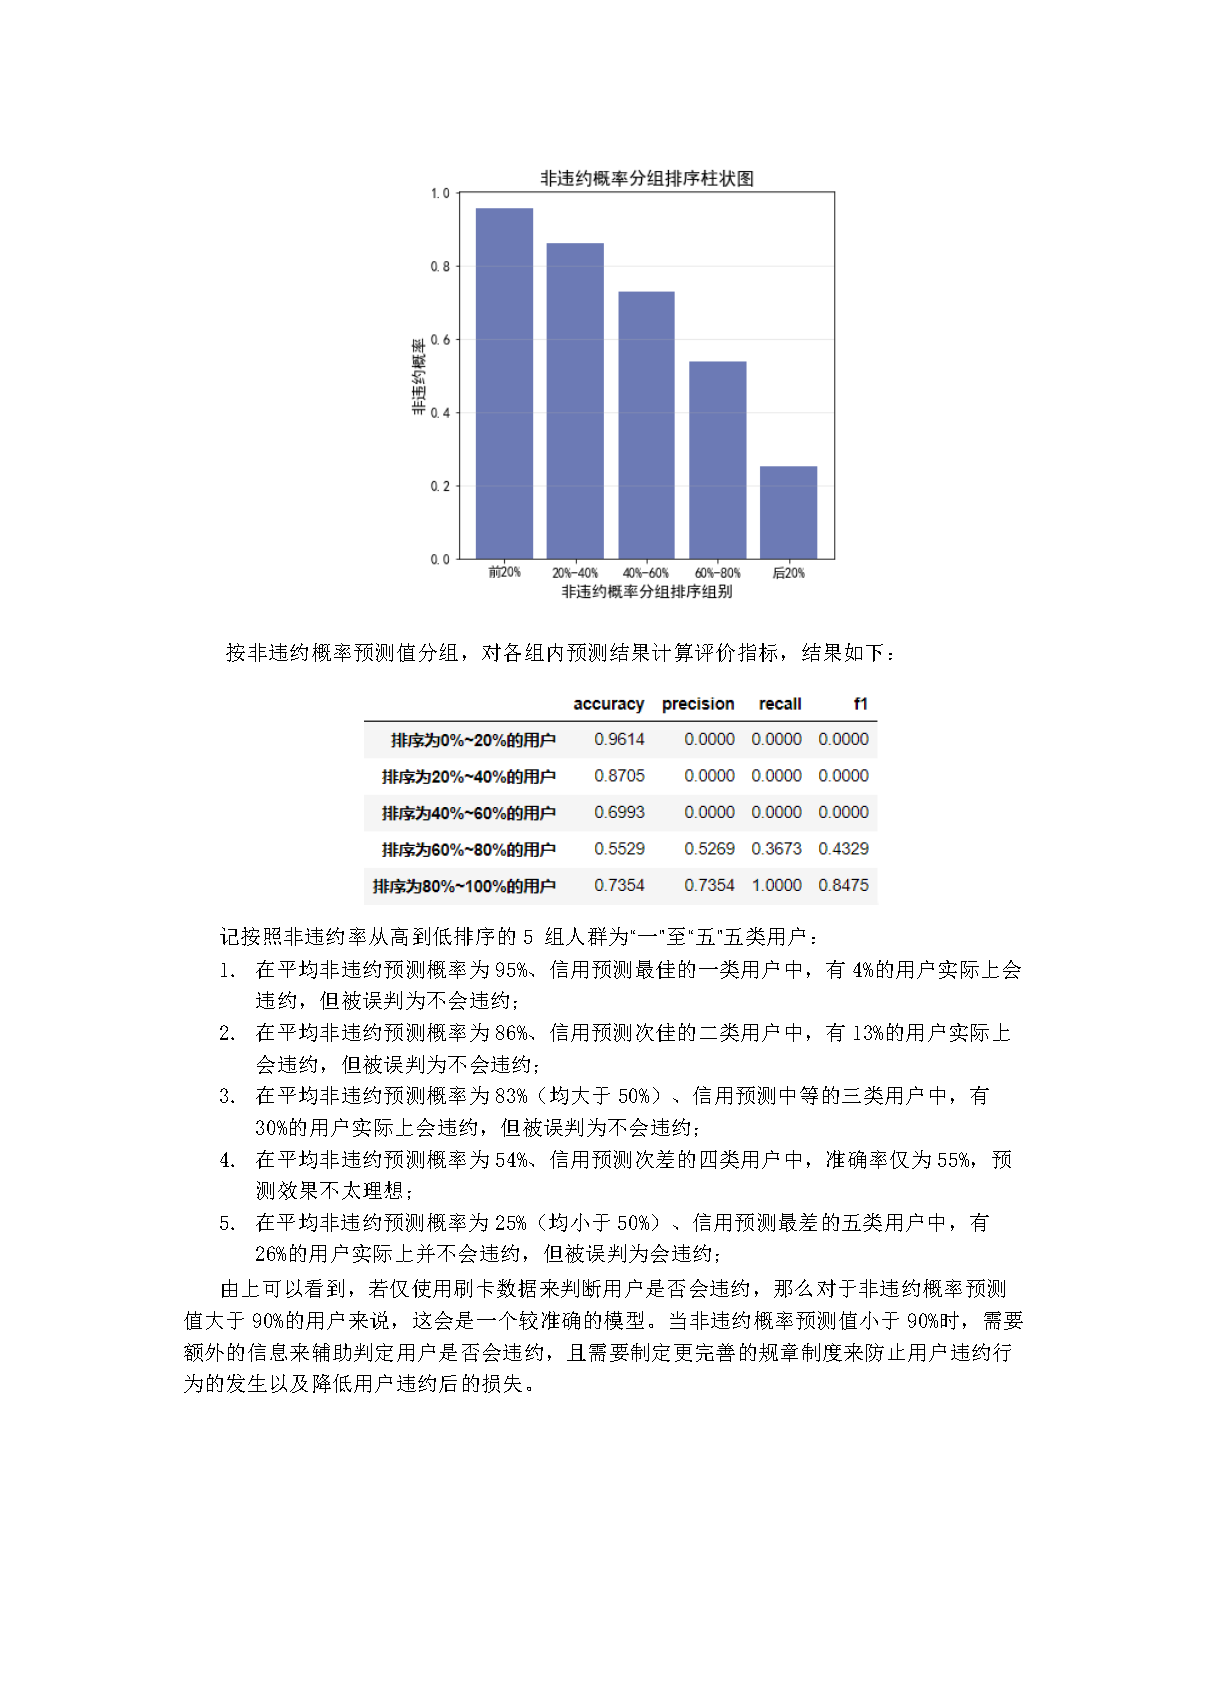 非违约概率分组排序柱状图
1.0
0.8
0.6
0.4
0.2
0.0
非违约概率
前20% 20%-40% 40%-60% 60%-80% 后20%
非违约概率分组排序组别
按非违约概率预测值分组，对各组内预测结果计算评价指标，结果如下：
accuracy precision recall f1
排序为0%~20%的用户 0.9614 0.0000 0.0000 0.0000
排序为20%~40%的用户 0.8705 0.0000 0.0000 0.0000
排序为40%~60%的用户 0.6993 0.0000 0.0000 0.0000
排序为60%~80%的用户 0.5529 0.5269 0.3673 0.4329
排序为80%~100%的用户 0.7354 0.7354 1.0000 0.8475
记按照非违约率从高到低排序的 5 组人群为“一”至“五”五类用户：
1. 在平均非违约预测概率为 95%、信用预测最佳的一类用户中，有 4%的用户实际上会
违约，但被误判为不会违约；
2. 在平均非违约预测概率为 86%、信用预测次佳的二类用户中，有 13%的用户实际上
会违约，但被误判为不会违约；
3. 在平均非违约预测概率为 83%（均大于 50%）、信用预测中等的三类用户中，有
30%的用户实际上会违约，但被误判为不会违约；
4. 在平均非违约预测概率为 54%、信用预测次差的四类用户中，准确率仅为 55%，预
测效果不太理想；
5. 在平均非违约预测概率为 25%（均小于 50%）、信用预测最差的五类用户中，有
26%的用户实际上并不会违约，但被误判为会违约；
由上可以看到，若仅使用刷卡数据来判断用户是否会违约，那么对于非违约概率预测
值大于 90%的用户来说，这会是一个较准确的模型。当非违约概率预测值小于 90%时，需要
额外的信息来辅助判定用户是否会违约，且需要制定更完善的规章制度来防止用户违约行
为的发生以及降低用户违约后的损失。